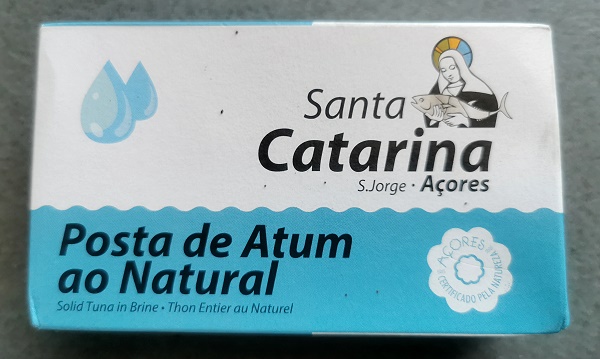 Santa
Catarina
S.Jorge · Açores
Posta de Atum
ao Natural
Solid Tuna in Brine · Thon Entier au Naturel
AÇORES
CERTIFICADO PELA NATUREZA